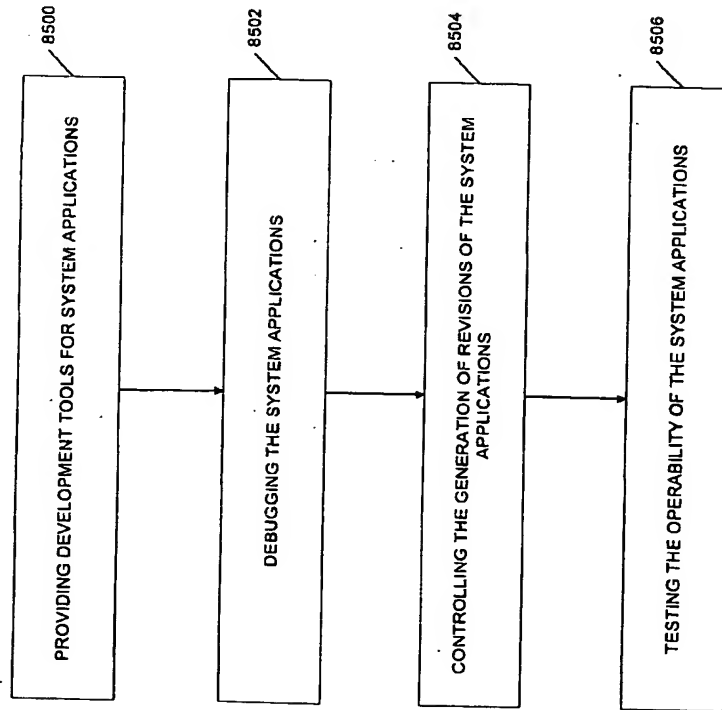 8500
PROVIDING DEVELOPMENT TOOLS FOR SYSTEM APPLICATIONS
8502
DEBUGGING THE SYSTEM APPLICATIONS
8504
CONTROLLING THE GENERATION OF REVISIONS OF THE SYSTEM
APPLICATIONS
8506
TESTING THE OPERABILITY OF THE SYSTEM APPLICATIONS